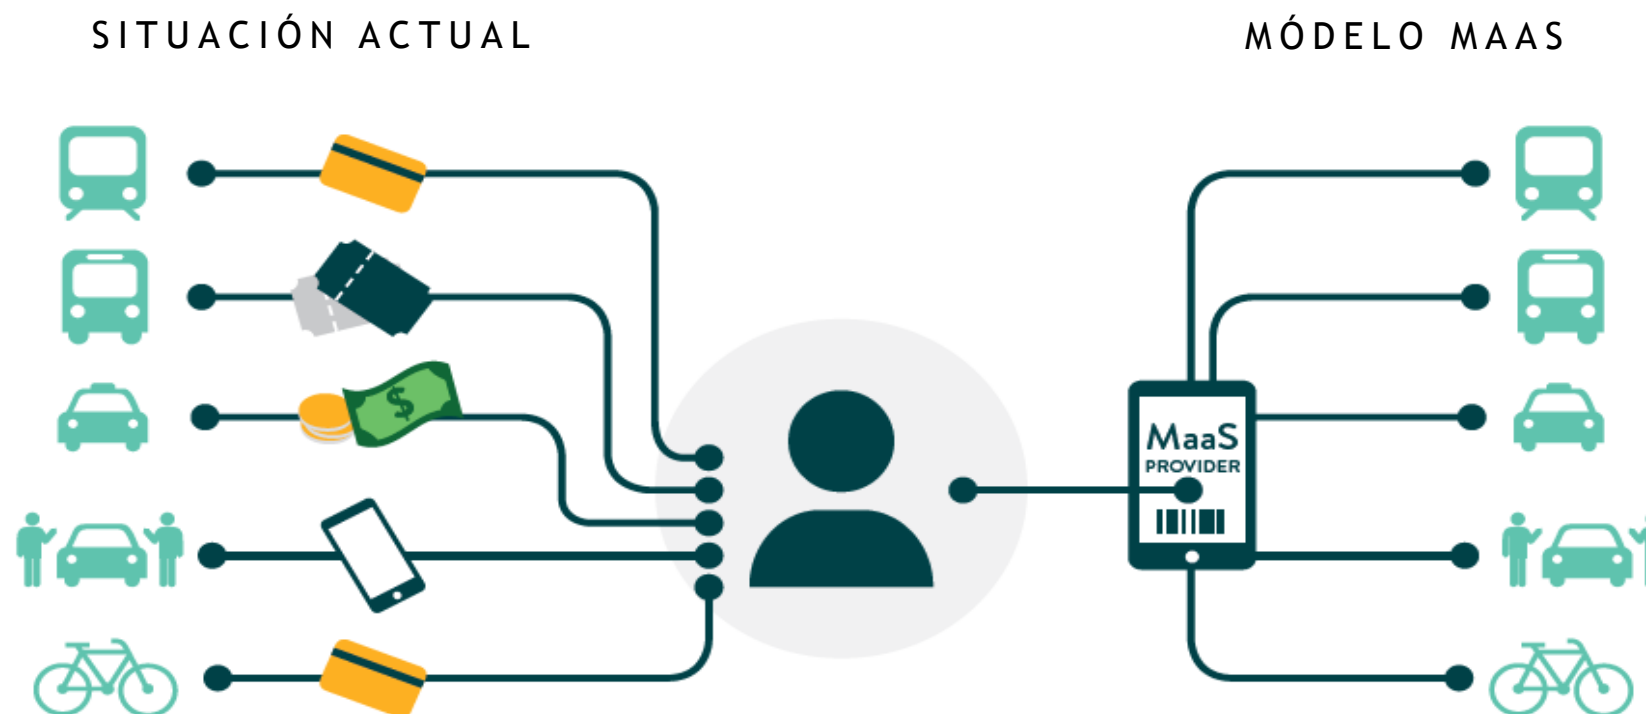 SITUACIÓN ACTUAL
MÓDELO MAAS
$
MaaS
PROVIDER